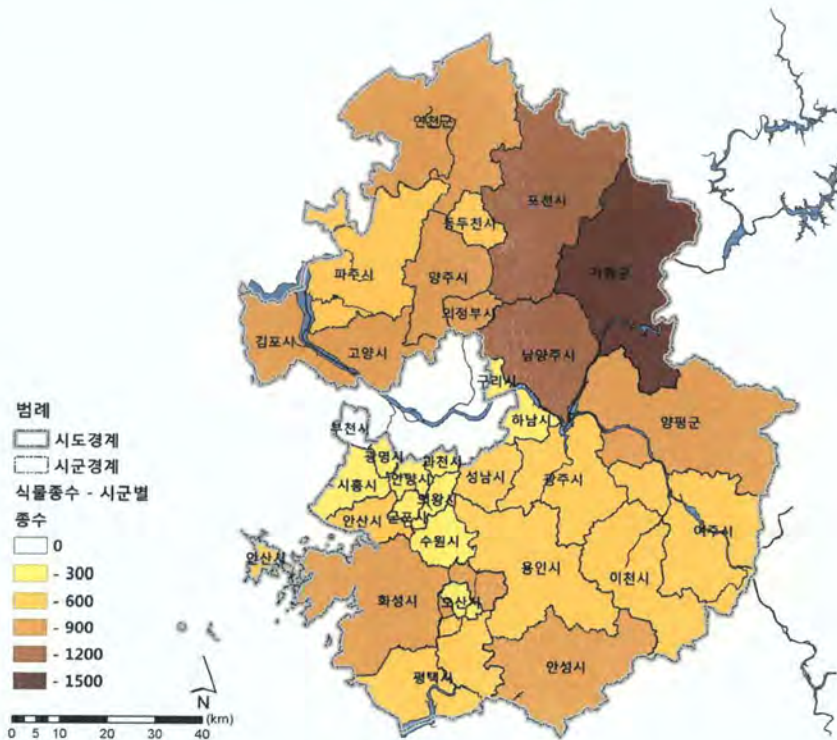 연천군
포천시
동두천시
가평군
파주시
양주시
의정부시
김포시
고양시
남양주시
구리시
양평군
하남시
부천시
광명시
과천시
안양시
성남시
광주시
시흥시
의왕시
군포시
안산시
여주시
수원시
안산시
용인시
이천시
화성시
오산시
안성시
평택시
범례
시도경계
시군경계
식물종수 - 시군별
종수
0
- 300
- 600
- 900
- 1200
- 1500
N
0 5 10 20 30 40 (km)